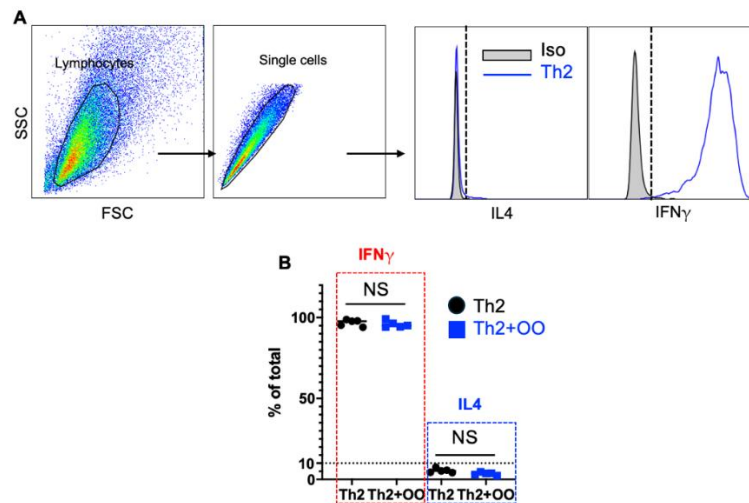 A
Lymphocytes
Single cells
Iso
Th2
SSC
FSC
IL4
IFNγ
B
IFNγ
NS
Th2
Th2+OO
IL4
NS
% of total
100
50
10
0
Th2 Th2+OO Th2 Th2+OO